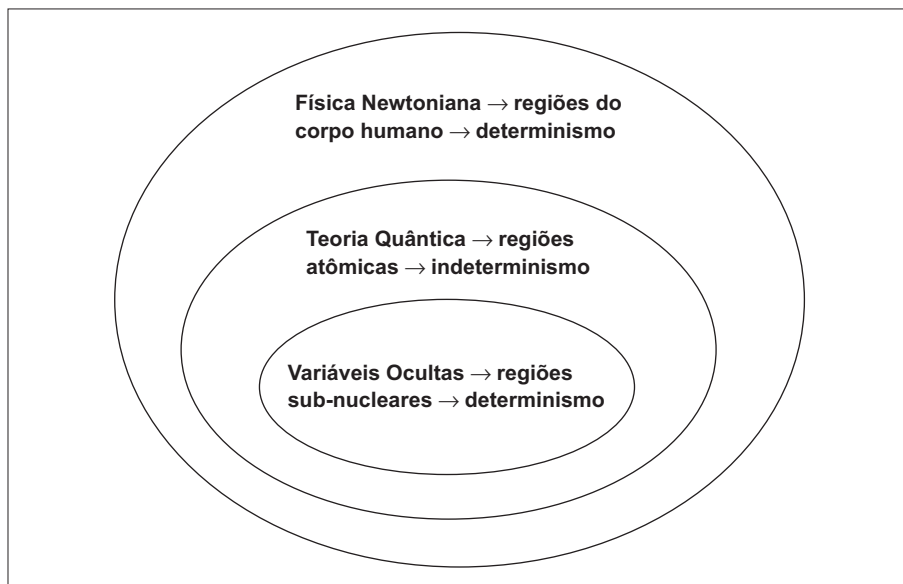 Física Newtoniana → regiões do
corpo humano → determinismo
Teoria Quântica → regiões
atômicas → indeterminismo
Variáveis Ocultas → regiões
sub-nucleares → determinismo